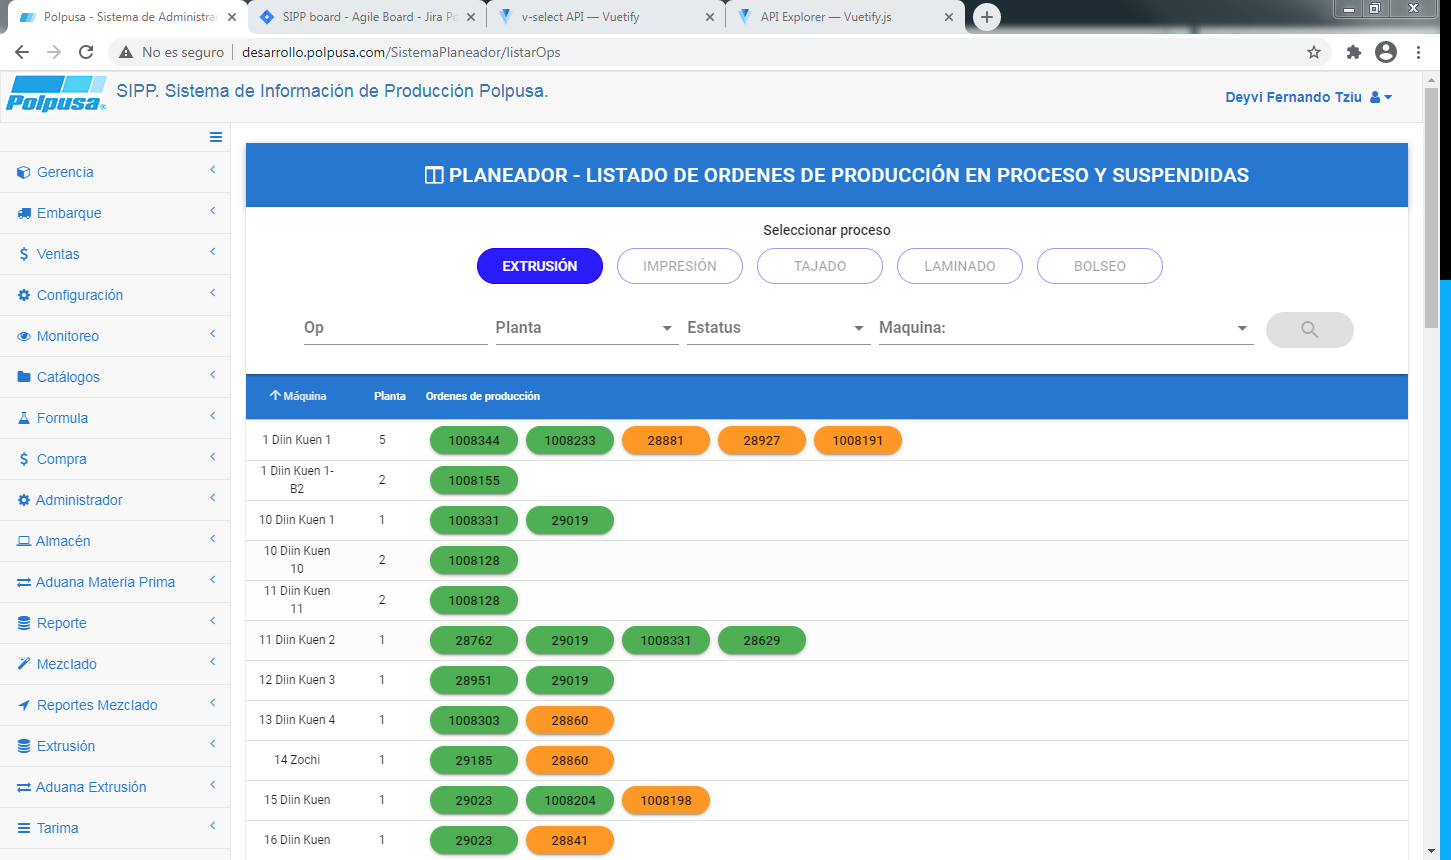 Polpusa - Sistema de Administrac
SIPP board - Agile Board - Jira Po
v-select API — Vuetify
API Explorer — Vuetify.js
No es seguro
desarrollo.polpusa.com/SistemaPlaneador/listarOps
Polpusa®
SIPP. Sistema de Información de Producción Polpusa.
Deyvi Fernando Tziu
Gerencia
Embarque
Ventas
Configuración
Monitoreo
Catálogos
Formula
Compra
Administrador
Almacén
Aduana Materia Prima
Reporte
Mezclado
Reportes Mezclado
Extrusión
Aduana Extrusión
Tarima
PLANEADOR - LISTADO DE ORDENES DE PRODUCCIÓN EN PROCESO Y SUSPENDIDAS
Seleccionar proceso
EXTRUSIÓN IMPRESIÓN TAJADO LAMINADO BOLSEO
Op Planta Estatus Maquina:
Máquina Planta Ordenes de producción
1 Diin Kuen 1 5 1008344 1008233 28881 28927 1008191
1 Diin Kuen 1-
B2 2 1008155
10 Diin Kuen 1 1 1008331 29019
10 Diin Kuen
10 2 1008128
11 Diin Kuen
11 2 1008128
11 Diin Kuen 2 1 28762 29019 1008331 28629
12 Diin Kuen 3 1 28951 29019
13 Diin Kuen 4 1 1008303 28860
14 Zochi 1 29185 28860
15 Diin Kuen 1 29023 1008204 1008198
16 Diin Kuen 1 29023 28841